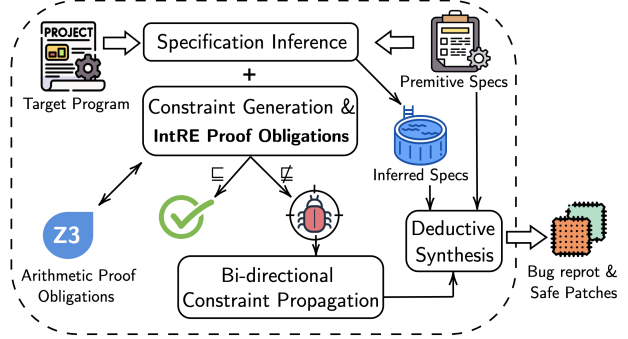 PROJECT
Target Program
Specification Inference
Premitive Specs
+
Constraint Generation &
IntRE Proof Obligations
⊑
⋢
Inferred Specs
Z3
Arithmetic Proof
Obligations
Bi-directional
Constraint Propagation
Deductive
Synthesis
Bug reprot &
Safe Patches